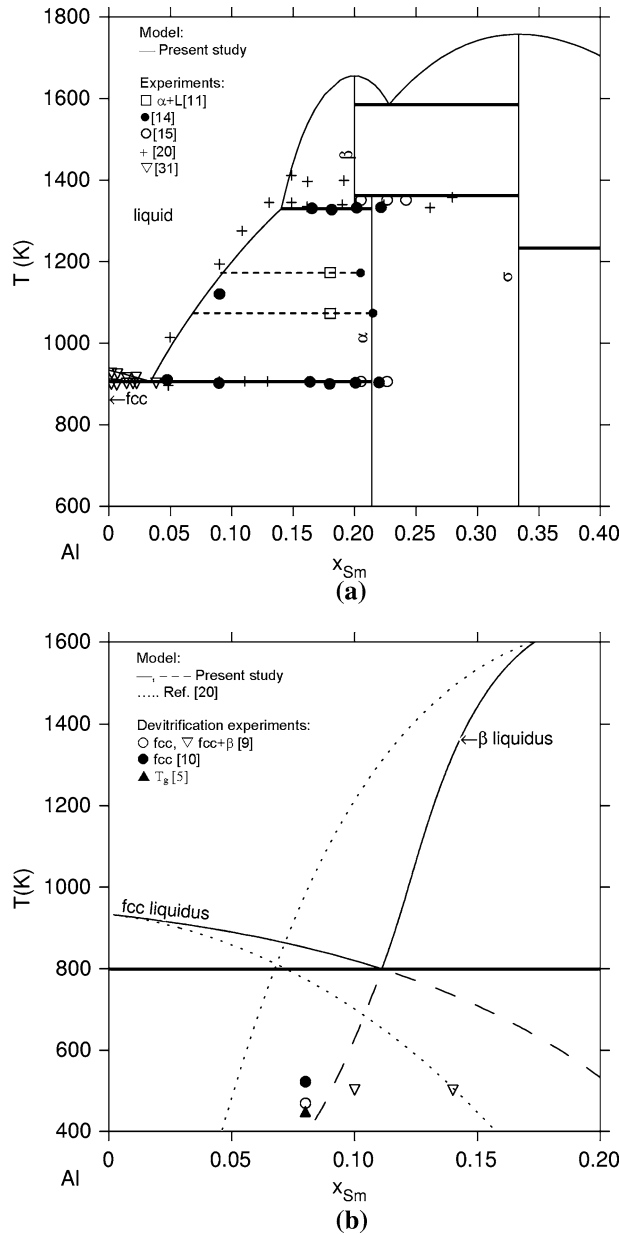 1800
Model:
— Present study
1600
Experiments:
□ α+L[11]
● [14]
○ [15]
+ [20]
▽ [31]
β
1400
liquid
T (K)
1200
σ
1000
α
←fcc
800
600
0 0.05 0.10 0.15 0.20 0.25 0.30 0.35 0.40
Al
xSm
(a)
1600
Model:
—, - - - Present study
..... Ref. [20]
Devitrification experiments:
○ fcc, ▽ fcc+β [9]
● fcc [10]
▲ Tg [5]
1400
←β liquidus
1200
T(K)
1000
fcc liquidus
800
600
400
0 0.05 0.10 0.15 0.20
Al
xSm
(b)